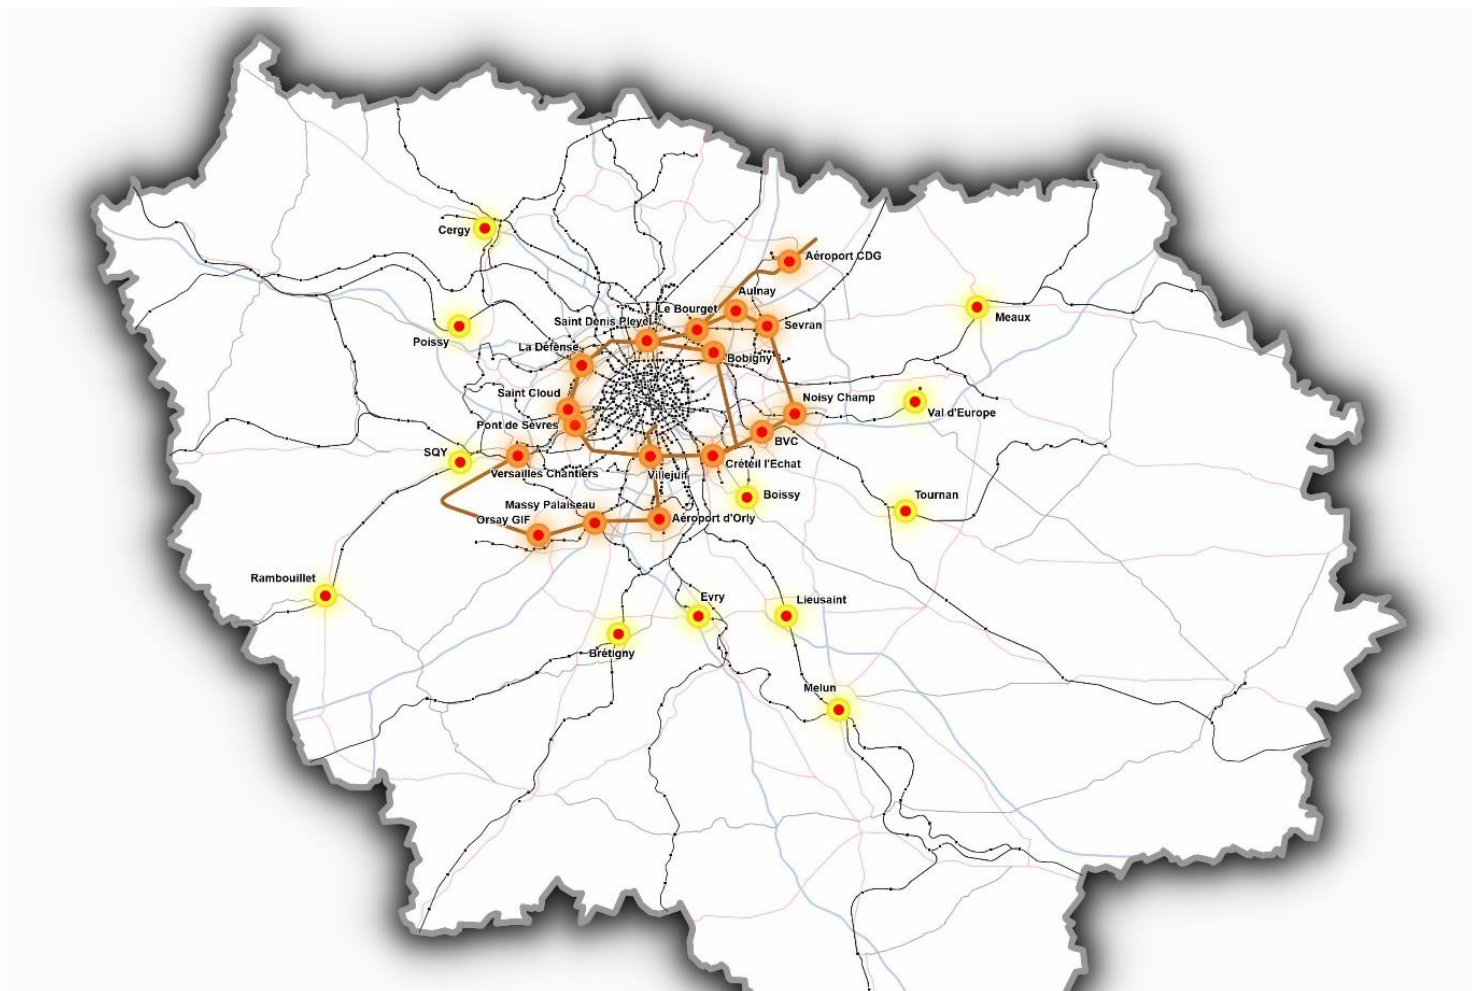 Cergy
Aéroport CDG
Aulnay
Le Bourget
Saint Denis Pleyel
Sevran
Meaux
Poissy
La Défense
Bobigny
Saint Cloud
Noisy Champ
Val d'Europe
Pont de Sèvres
BVC
SQY
Versailles Chantiers
Villejuif
Crétéil l'Echat
Boissy
Tournan
Massy Palaiseau
Orsay GIF
Aéroport d'Orly
Rambouillet
Evry
Lieusaint
Brétigny
Melun